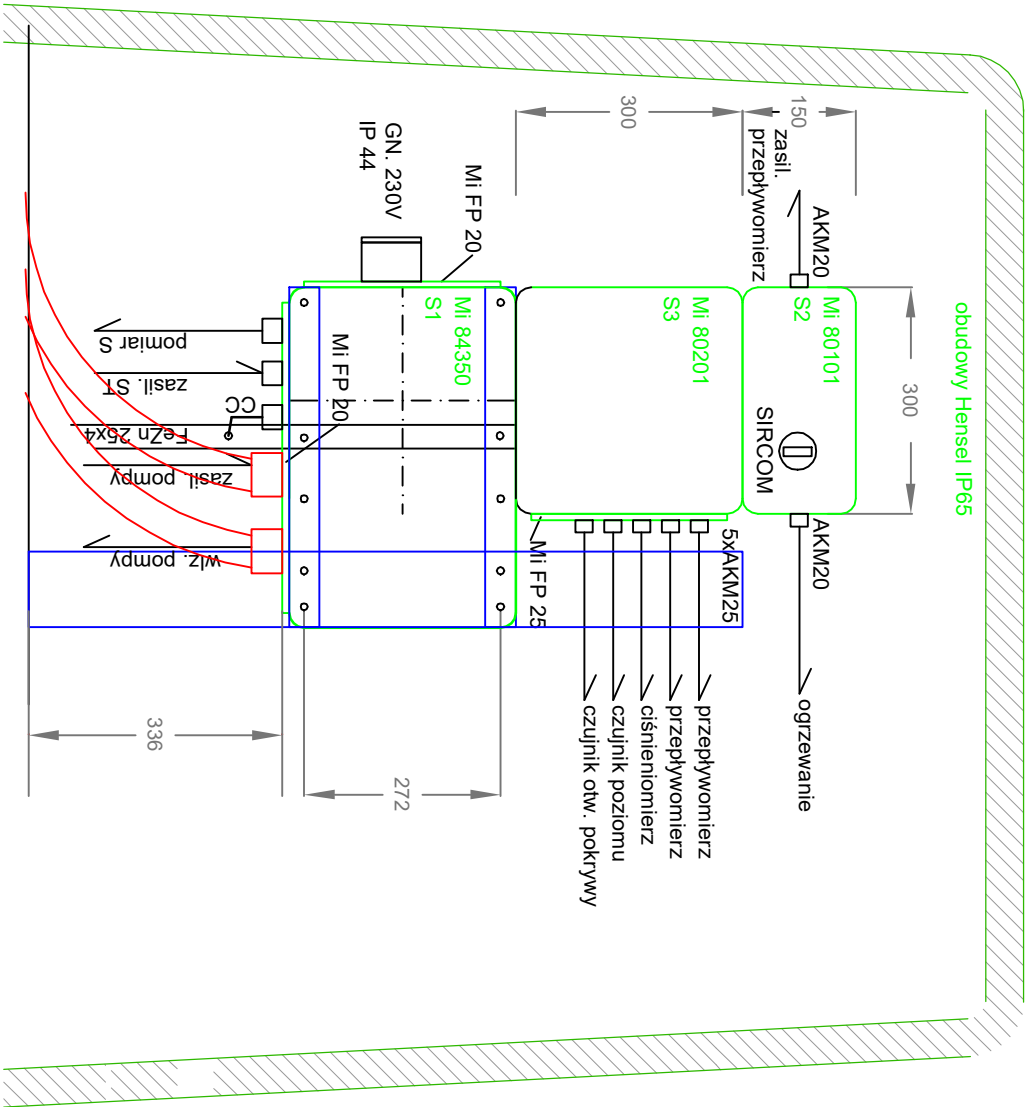 obudowy Hensel IP65
150
300
300
AKM20
zasil.
przepływomierz
Mi 80101
S2
SIRCOM
AKM20
ogrzewanie
Mi 80201
S3
5xAKM25
Mi FP 25
przepływomierz
przepływomierz
ciśnieniomierz
czujnik poziomu
czujnik otw. pokrywy
Mi FP 20
GN. 230V
IP 44
Mi 84350
S1
Mi FP 20
272
336
pomiar S
zasil. ST
CC
FeZn 25x4
zasil. pompy
wlz. pompy